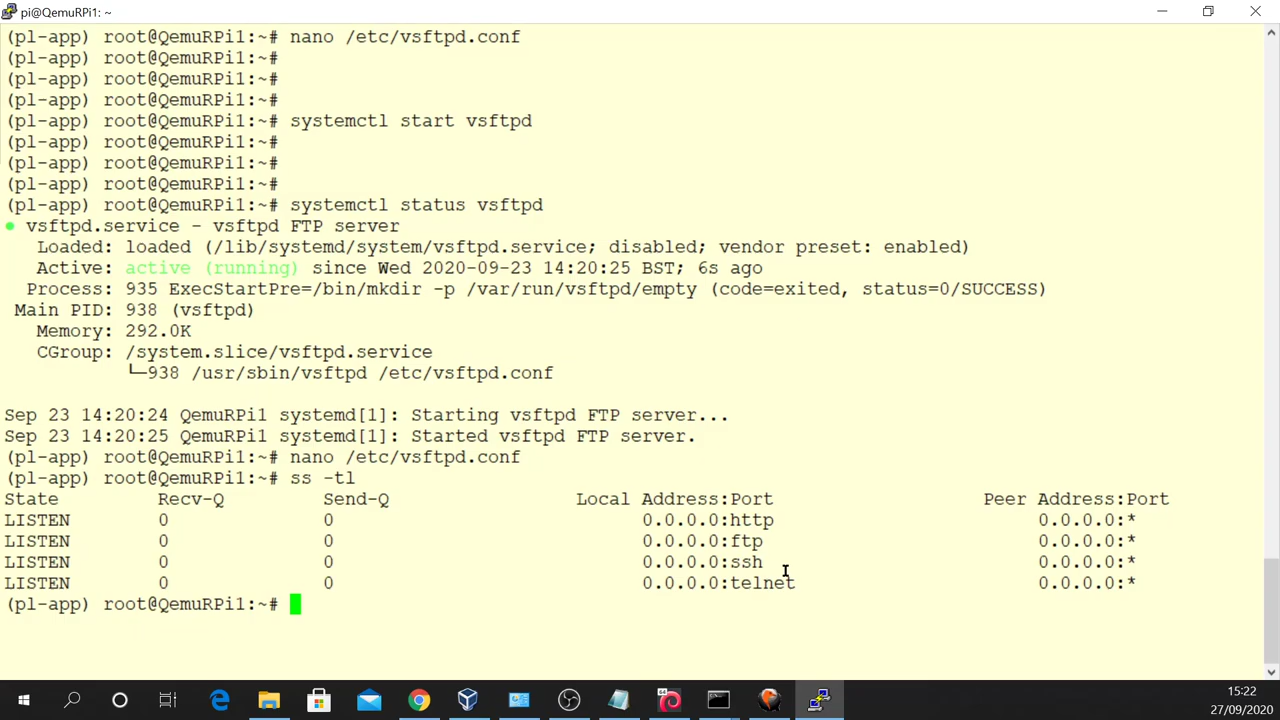 pi@QemuRPi1: ~
(pl-app) root@QemuRPi1:~# nano /etc/vsftpd.conf
(pl-app) root@QemuRPi1:~#
(pl-app) root@QemuRPi1:~#
(pl-app) root@QemuRPi1:~#
(pl-app) root@QemuRPi1:~# systemctl start vsftpd
(pl-app) root@QemuRPi1:~#
(pl-app) root@QemuRPi1:~#
(pl-app) root@QemuRPi1:~#
(pl-app) root@QemuRPi1:~# systemctl status vsftpd
● vsftpd.service - vsftpd FTP server
Loaded: loaded (/lib/systemd/system/vsftpd.service; disabled; vendor preset: enabled)
Active: active (running) since Wed 2020-09-23 14:20:25 BST; 6s ago
Process: 935 ExecStartPre=/bin/mkdir -p /var/run/vsftpd/empty (code=exited, status=0/SUCCESS)
Main PID: 938 (vsftpd)
Memory: 292.0K
CGroup: /system.slice/vsftpd.service
└─938 /usr/sbin/vsftpd /etc/vsftpd.conf
Sep 23 14:20:24 QemuRPi1 systemd[1]: Starting vsftpd FTP server...
Sep 23 14:20:25 QemuRPi1 systemd[1]: Started vsftpd FTP server.
(pl-app) root@QemuRPi1:~# nano /etc/vsftpd.conf
(pl-app) root@QemuRPi1:~# ss -tl
State Recv-Q Send-Q Local Address:Port Peer Address:Port
LISTEN 0 0 0.0.0.0:http 0.0.0.0:*
LISTEN 0 0 0.0.0.0:ftp 0.0.0.0:*
LISTEN 0 0 0.0.0.0:ssh 0.0.0.0:*
LISTEN 0 0 0.0.0.0:telnet 0.0.0.0:*
(pl-app) root@QemuRPi1:~#
64
15:22
27/09/2020